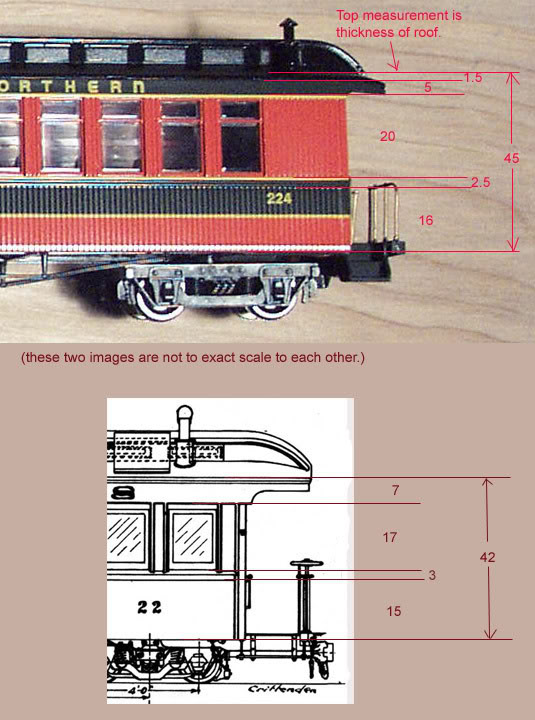 Top measurement is
thickness of roof.
1.5
ORTHERN
5
20
45
2.5
224
16
(these two images are not to exact scale to each other.)
7
17
42
3
22
15
4'-0"
Crittenden